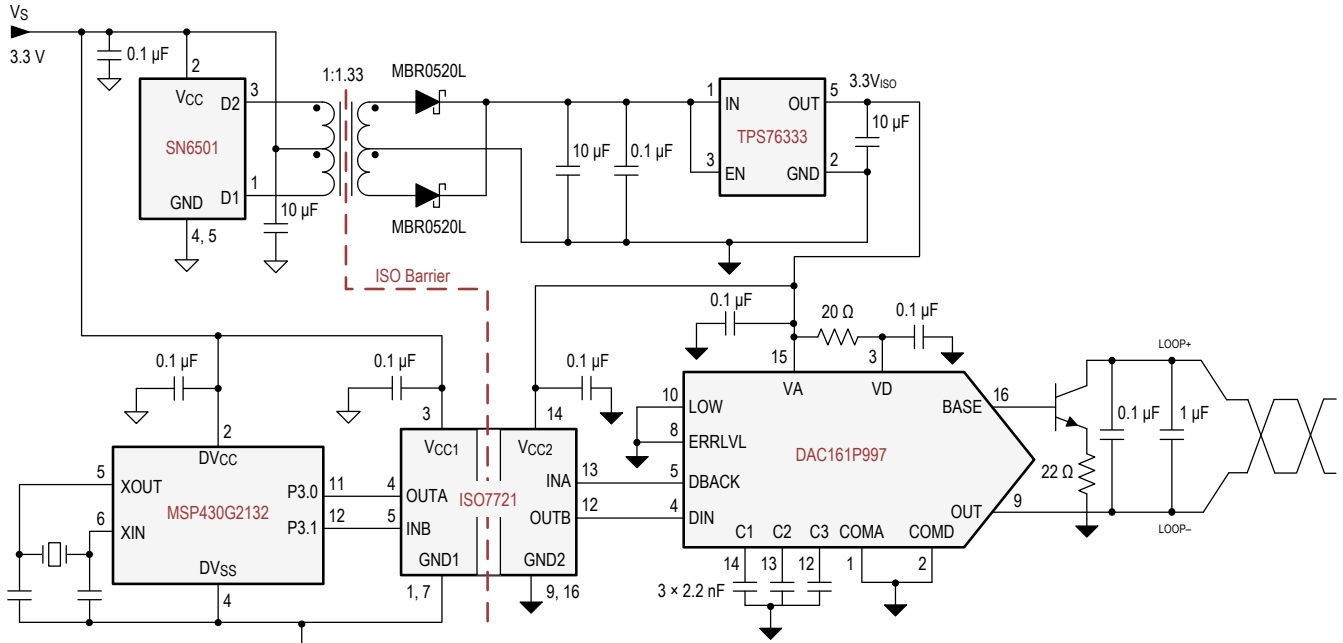 VS
3.3 V
0.1 µF
2
VCC
D2
3
SN6501
D1
1
GND
4, 5
10 µF
1:1.33
MBR0520L
MBR0520L
ISO Barrier
10 µF
0.1 µF
1
IN
OUT
5
3.3VISO
TPS76333
3
EN
GND
2
10 µF
0.1 µF
2
DVCC
5
XOUT
MSP430G2132
P3.0
11
6
XIN
P3.1
12
DVSS
4
0.1 µF
3
VCC1
4
OUTA
5
INB
GND1
1, 7
ISO7721
14
0.1 µF
VCC2
INA
13
OUTB
12
GND2
9, 16
0.1 µF
20 Ω
0.1 µF
15
3
VA
VD
10
LOW
8
ERRLVL
5
DBACK
4
DIN
DAC161P997
BASE
16
OUT
9
C1
C2
C3
COMA
COMD
14
13
12
1
2
3 × 2.2 nF
22 Ω
0.1 µF
1 µF
LOOP+
LOOP–